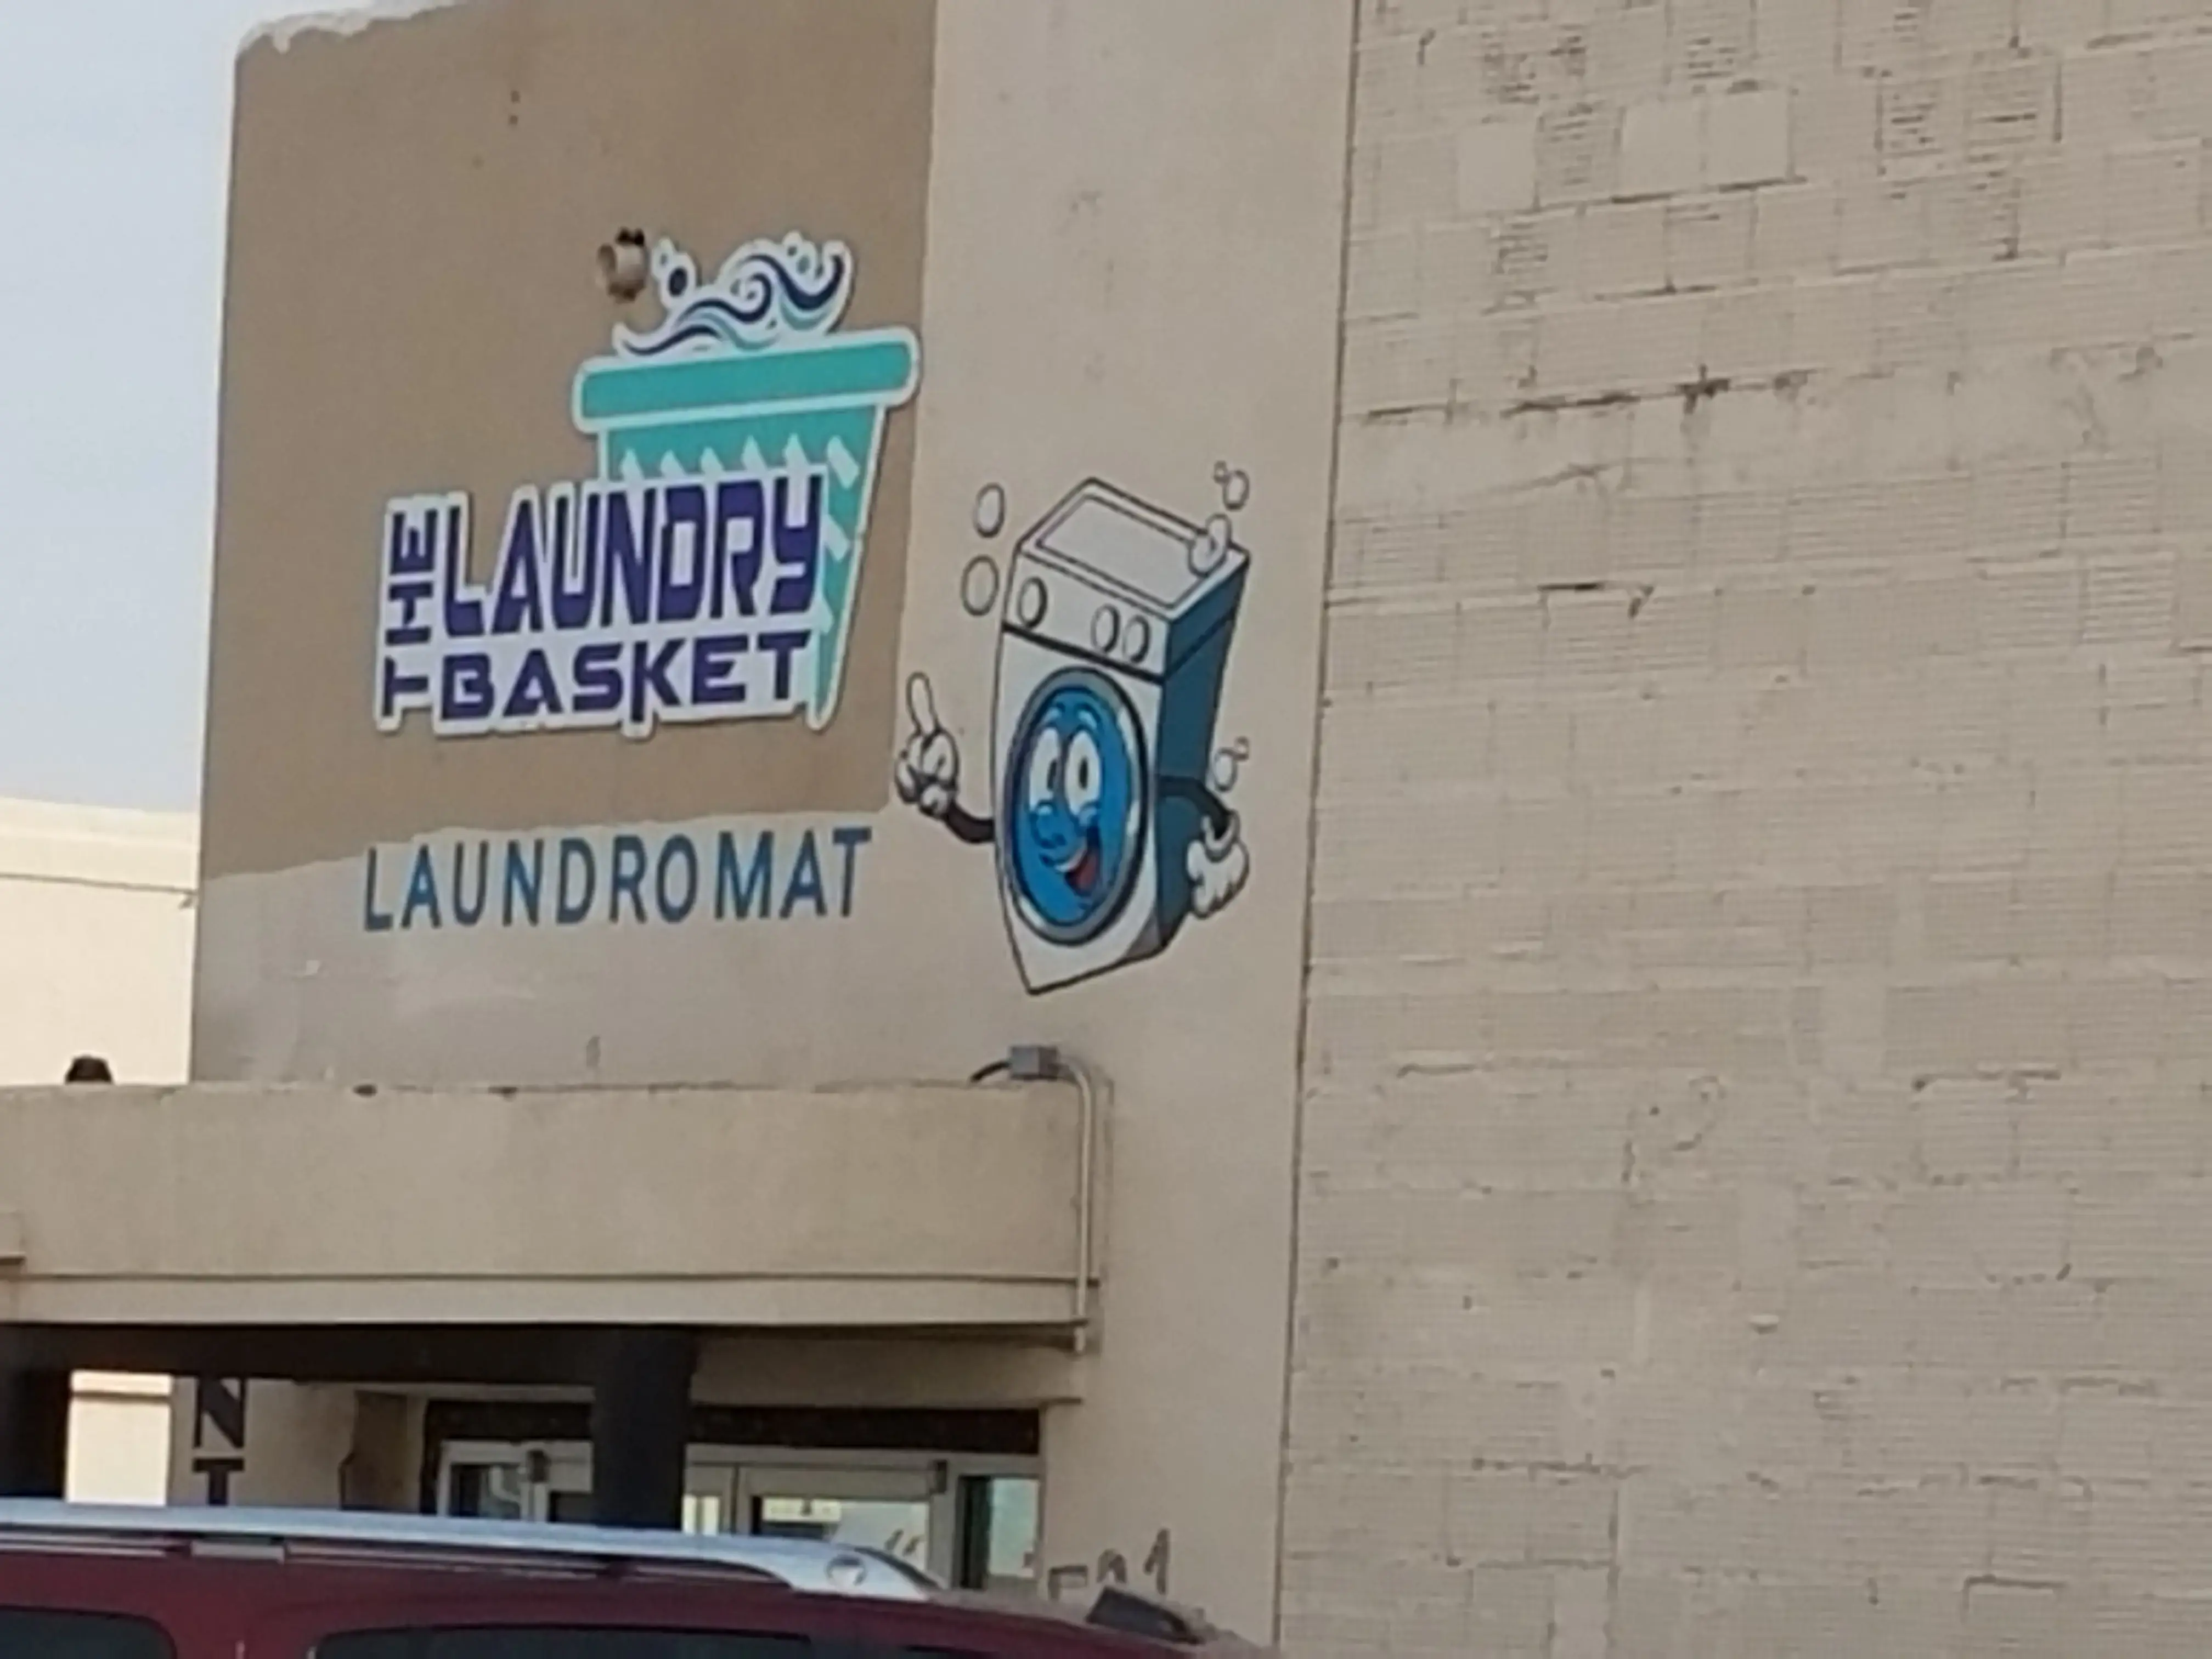 THE
LAUNDRY
BASKET
LAUNDROMAT
N